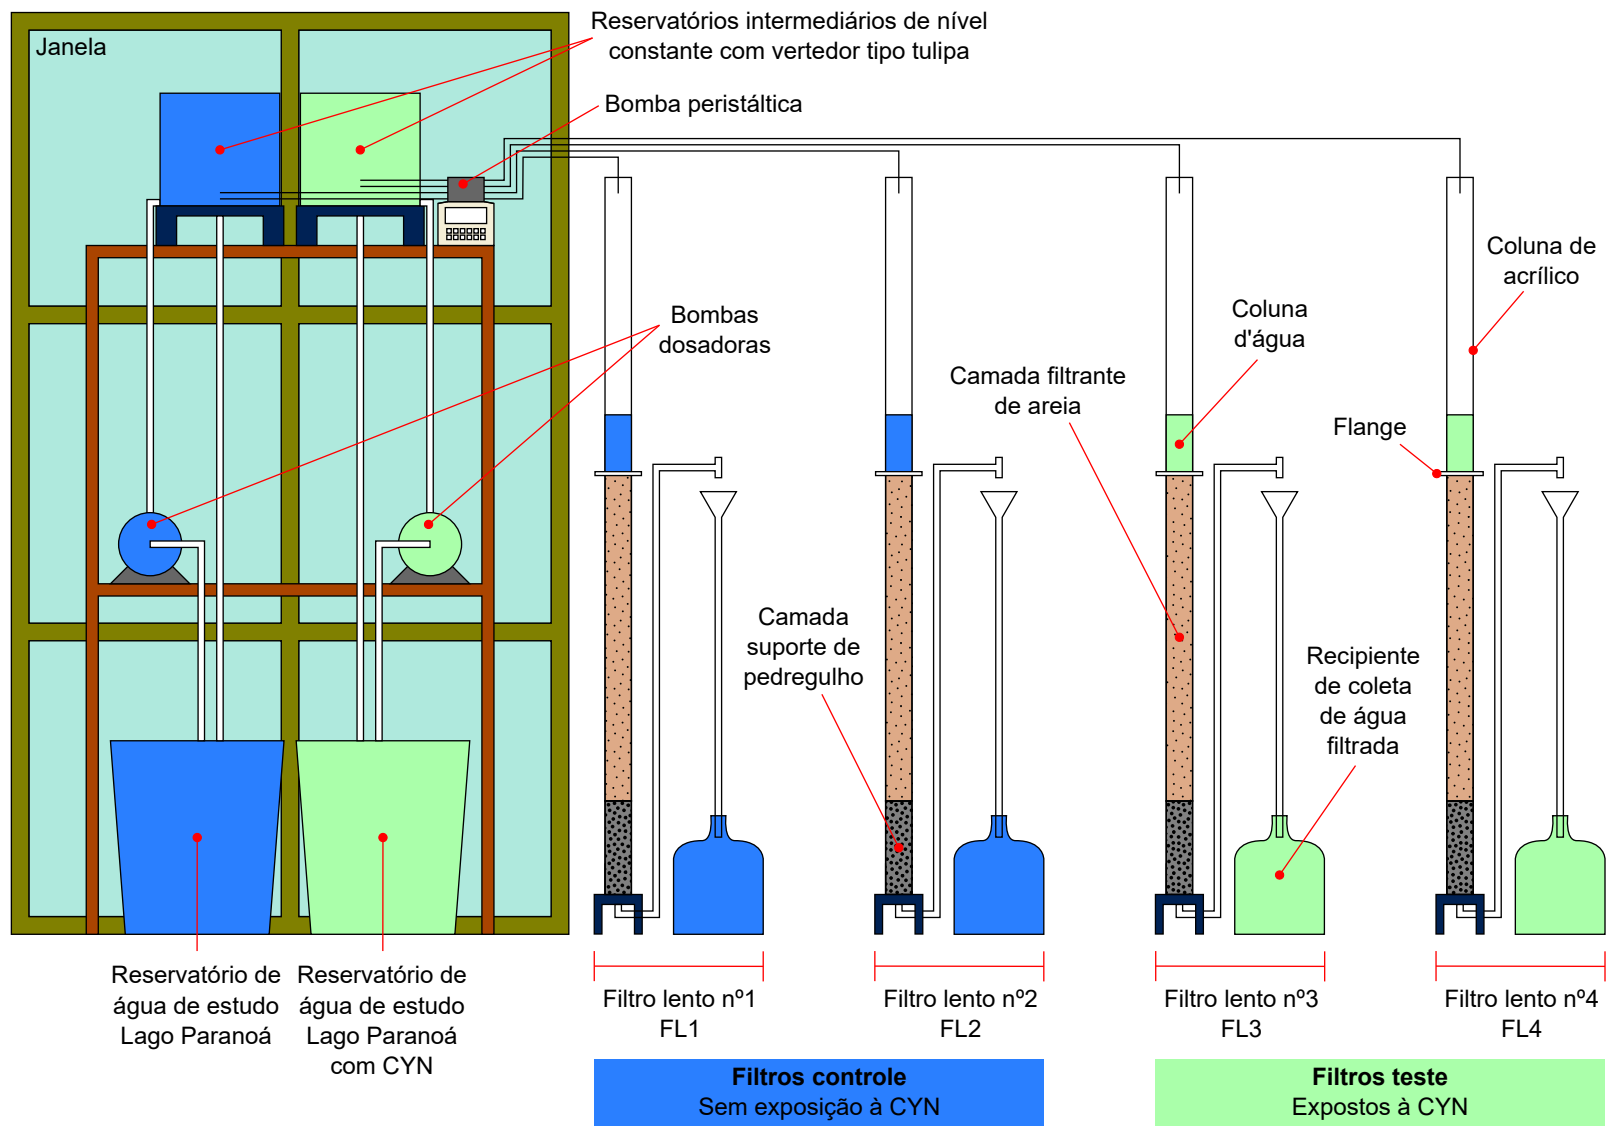 Janela
Reservatórios intermediários de nível
constante com vertedor tipo tulipa
Bomba peristáltica
Bombas
dosadoras
Coluna de
acrílico
Coluna
d'água
Camada filtrante
de areia
Flange
Camada
suporte de
pedregulho
Recipiente
de coleta
de água
filtrada
Reservatório de
água de estudo
Lago Paranoá
Reservatório de
água de estudo
Lago Paranoá
com CYN
Filtro lento nº1
FL1
Filtro lento nº2
FL2
Filtro lento nº3
FL3
Filtro lento nº4
FL4
Filtros controle
Sem exposição à CYN
Filtros teste
Expostos à CYN